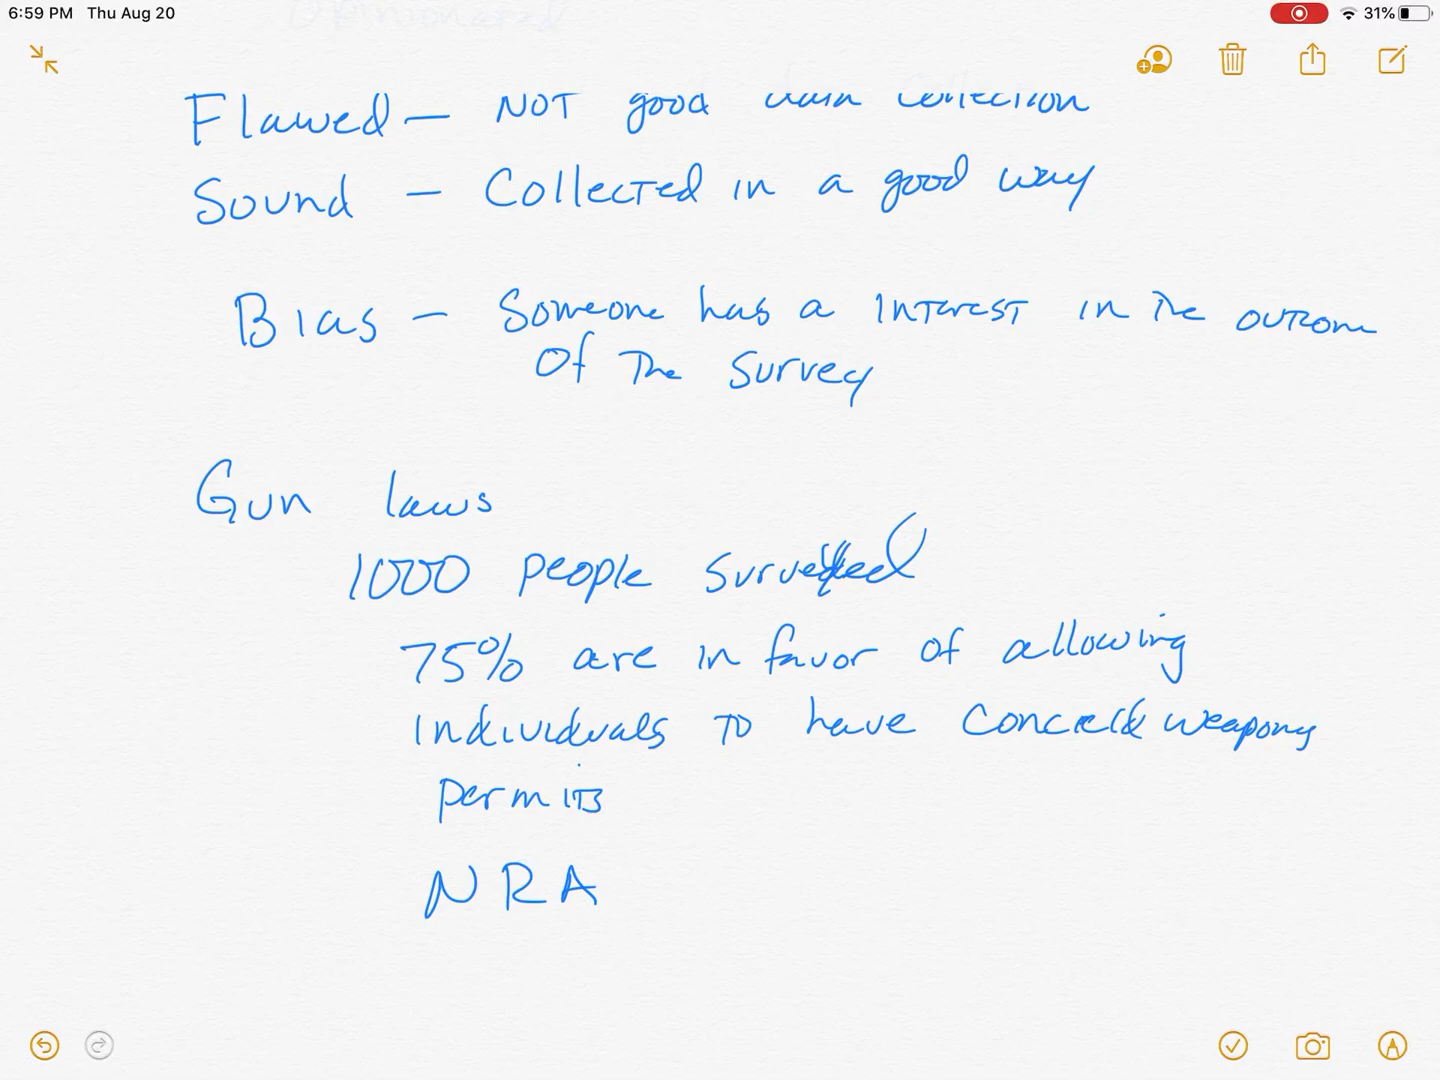 6:59 PM Thu Aug 20
31%
Opinionated
Flawed — NOT good data collection
Sound — Collected in a good way
Bias — Someone has a interest in the outcom
Of The Survey
Gun laws
1000 people surveyed
75% are in favor of allowing
individuals to have weapons
permits
NRA